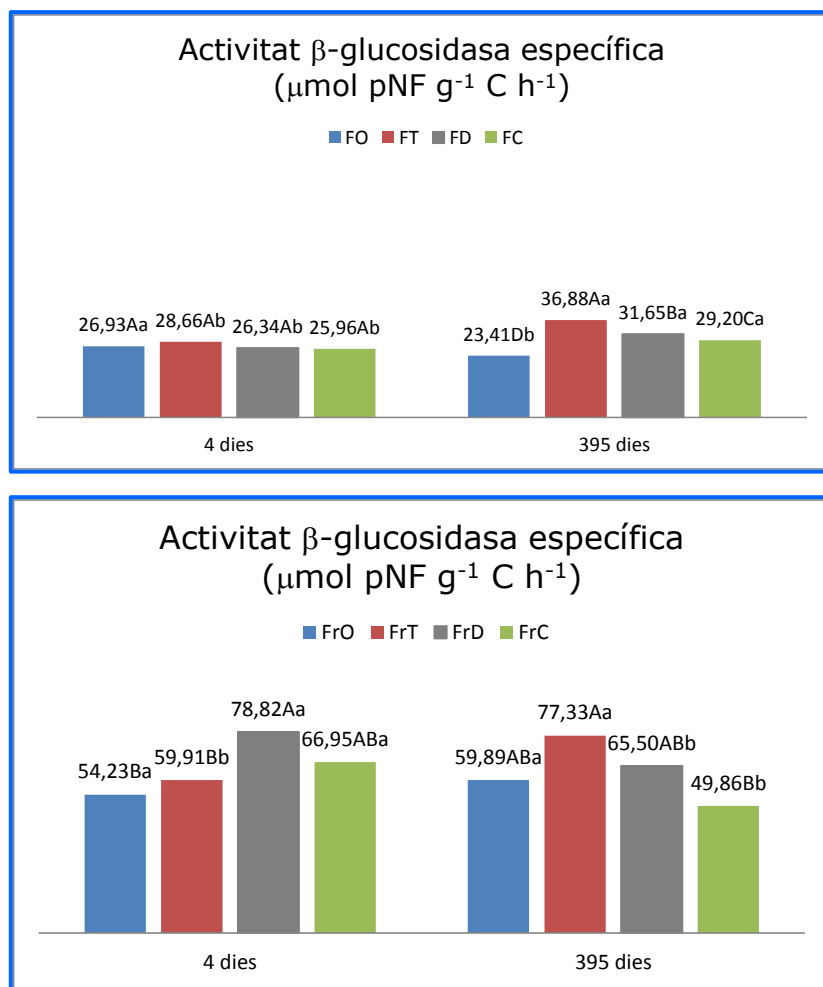 Activitat β-glucosidasa específica
(μmol pNF g⁻¹ C h⁻¹)
FO FT FD FC
26,93Aa 28,66Ab 26,34Ab 25,96Ab 23,41Db 36,88Aa 31,65Ba 29,20Ca
4 dies 395 dies
Activitat β-glucosidasa específica
(μmol pNF g⁻¹ C h⁻¹)
FrO FrT FrD FrC
54,23Ba 59,91Bb 78,82Aa 66,95ABa 59,89ABa 77,33Aa 65,50ABb 49,86Bb
4 dies 395 dies